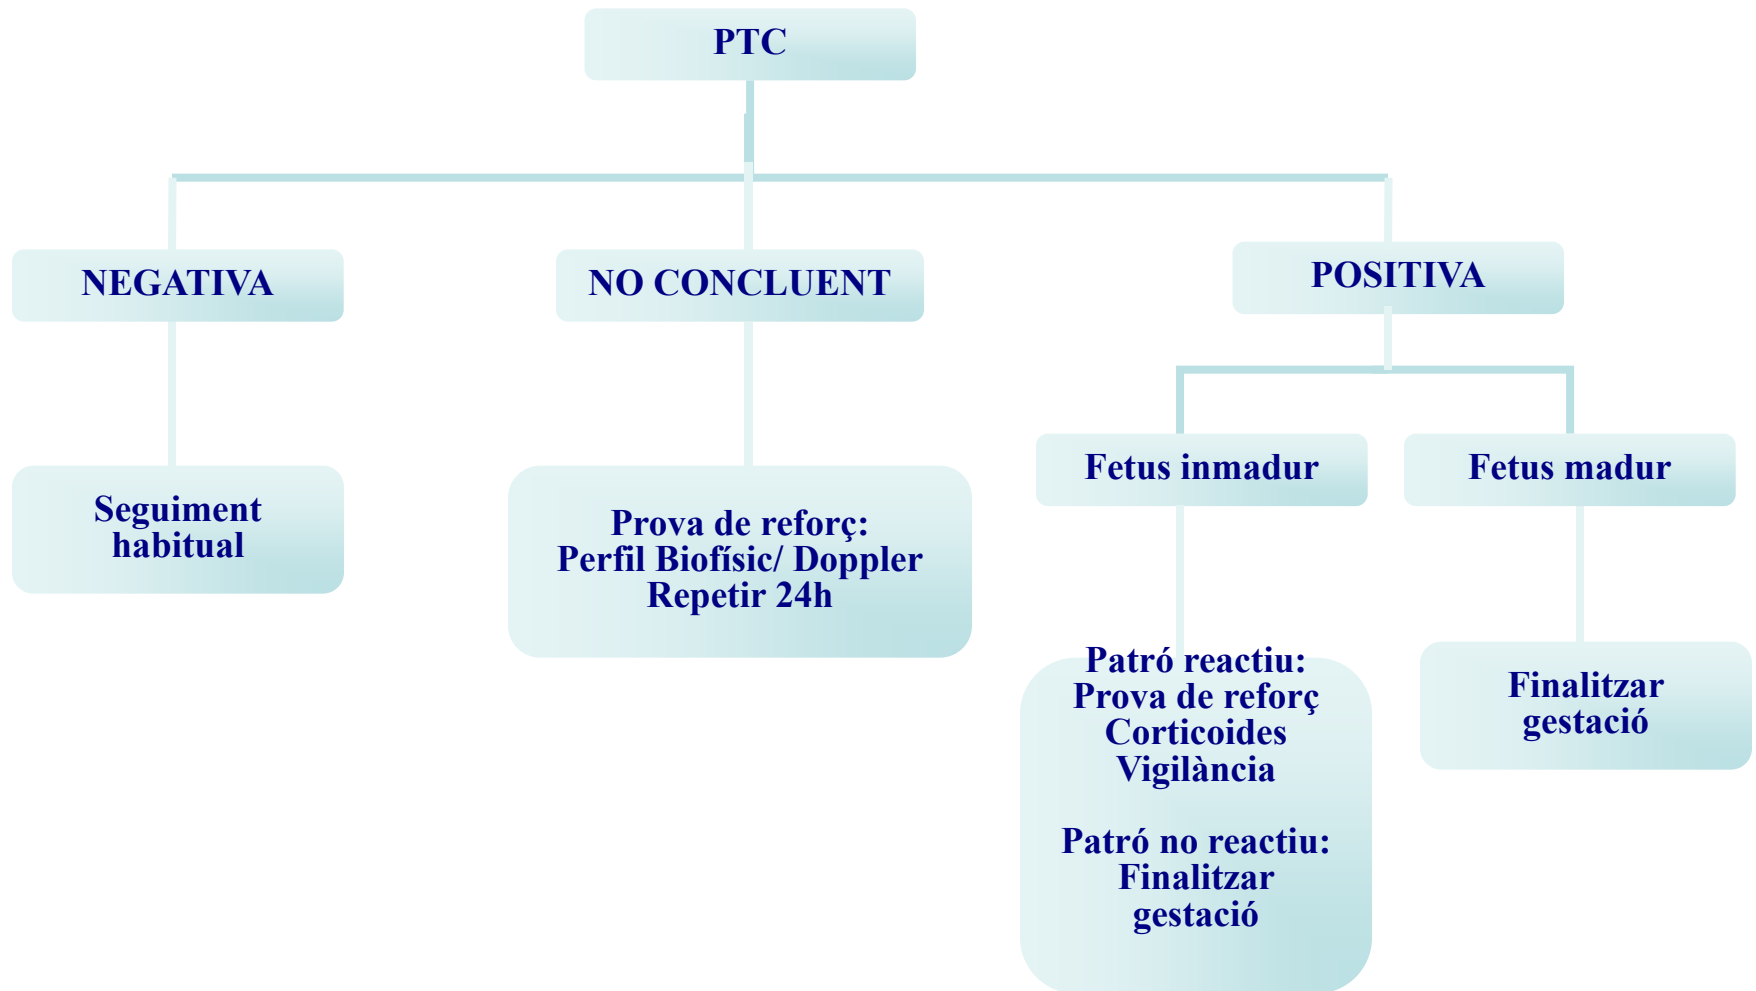 PTC
NEGATIVA
NO CONCLUENT
POSITIVA
Fetus inmadur
Fetus madur
Seguiment
habitual
Prova de reforç:
Perfil Biofísic/ Doppler
Repetir 24h
Patró reactiu:
Prova de reforç
Corticoides
Vigilància
Patró no reactiu:
Finalitzar
gestació
Finalitzar
gestació